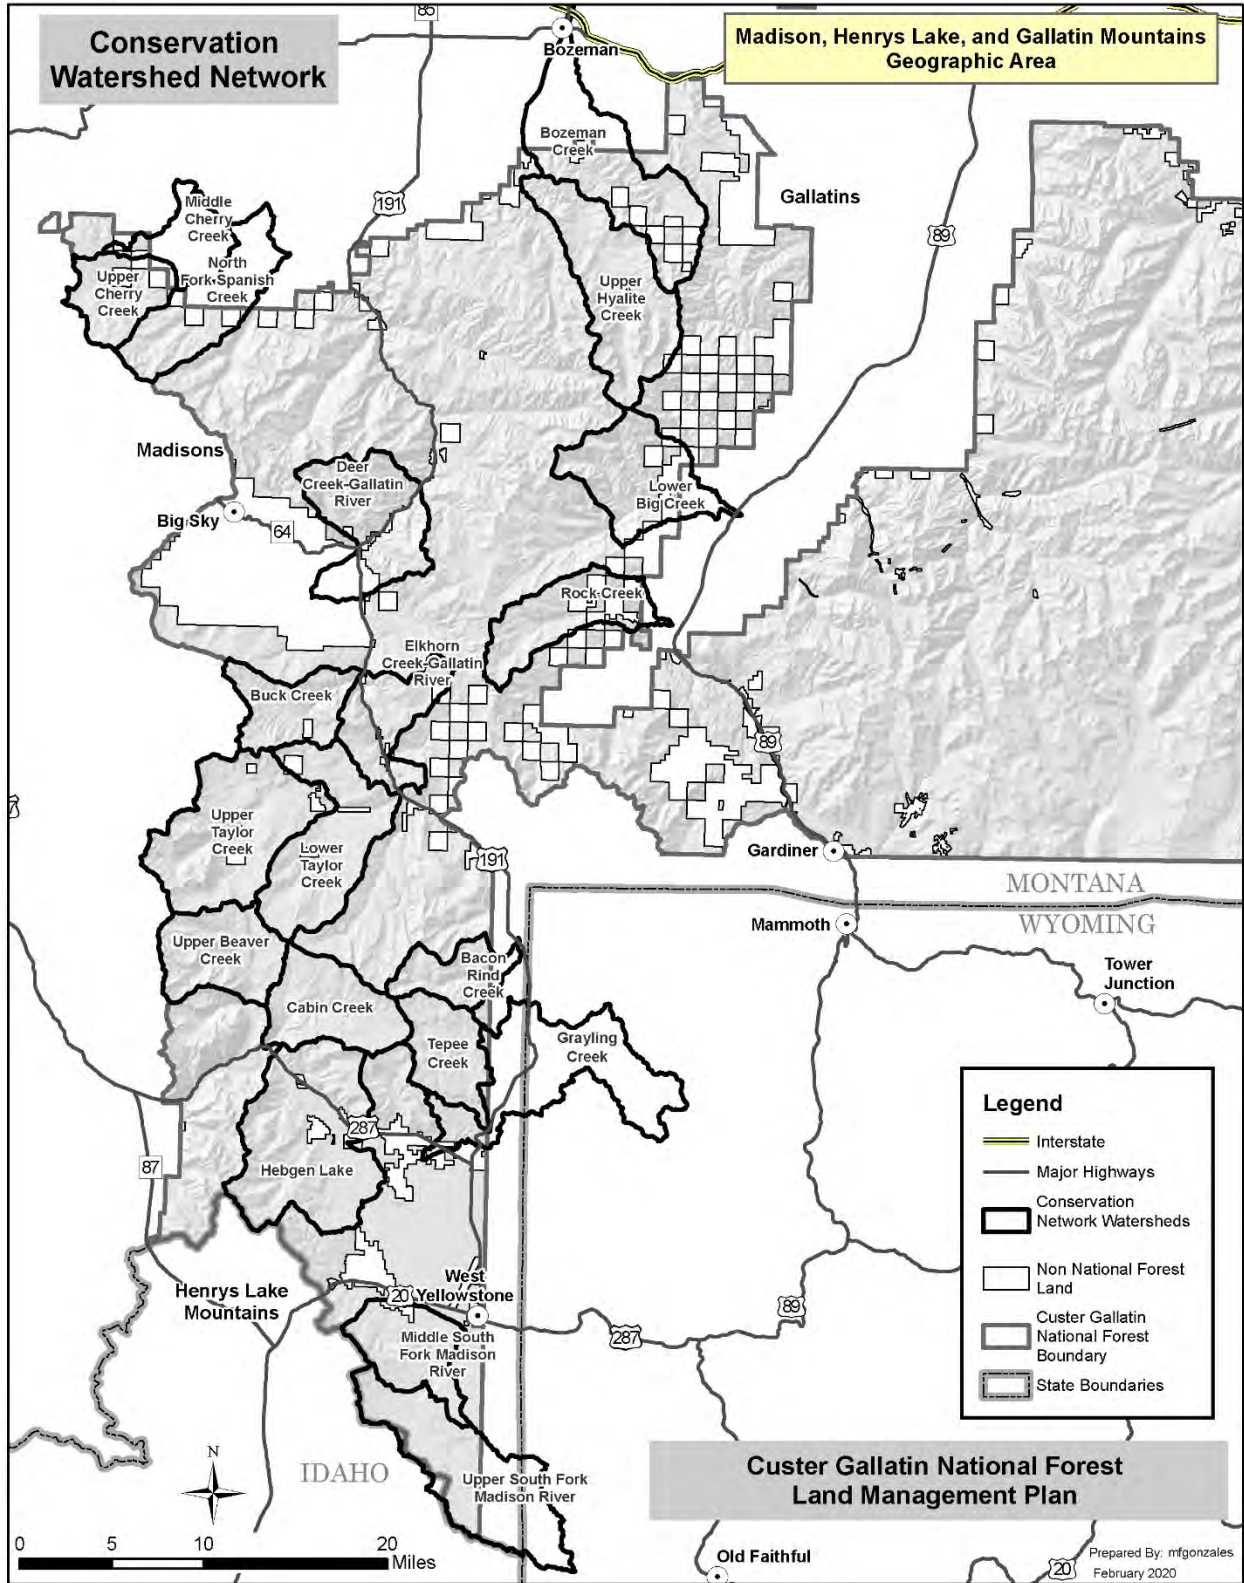 85
Conservation
Watershed Network
Bozeman
Madison, Henrys Lake, and Gallatin Mountains
Geographic Area
Bozeman
Creek
191
Gallatins
89
Middle
Cherry
Creek
North
Fork Spanish
Creek
Upper
Cherry
Creek
Upper
Hyalite
Creek
Madisons
Deer
Creek-Gallatin
River
Lower
Big Creek
Big Sky
64
Rock Creek
Elkhorn
Creek-Gallatin
River
Buck Creek
89
Upper
Taylor
Creek
Lower
Taylor
Creek
191
Gardiner
MONTANA
WYOMING
Mammoth
Upper Beaver
Creek
Bacon
Rind
Creek
Tower
Junction
Cabin Creek
Tepee
Creek
Grayling
Creek
287
87
Hebgen Lake
Legend
Interstate
Major Highways
Conservation
Network Watersheds
Non National Forest
Land
Custer Gallatin
National Forest
Boundary
State Boundaries
Henrys Lake
Mountains
West
Yellowstone
20
89
287
Middle South
Fork Madison
River
N
IDAHO
Upper South Fork
Madison River
Custer Gallatin National Forest
Land Management Plan
0 5 10 20
Miles
Old Faithful
20
Prepared By: mfgonzales
February 2020